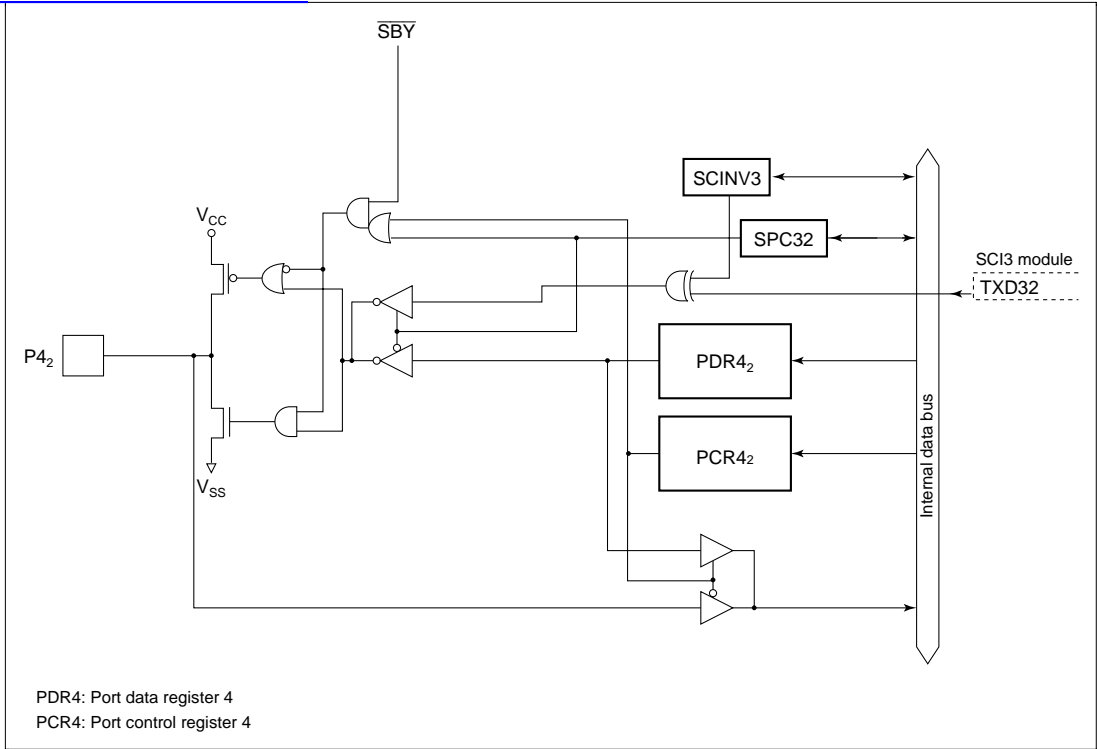 SBY
SCINV3
VCC
SPC32
SCI3 module
TXD32
P42
PDR42
PCR42
VSS
Internal data bus
PDR4: Port data register 4
PCR4: Port control register 4